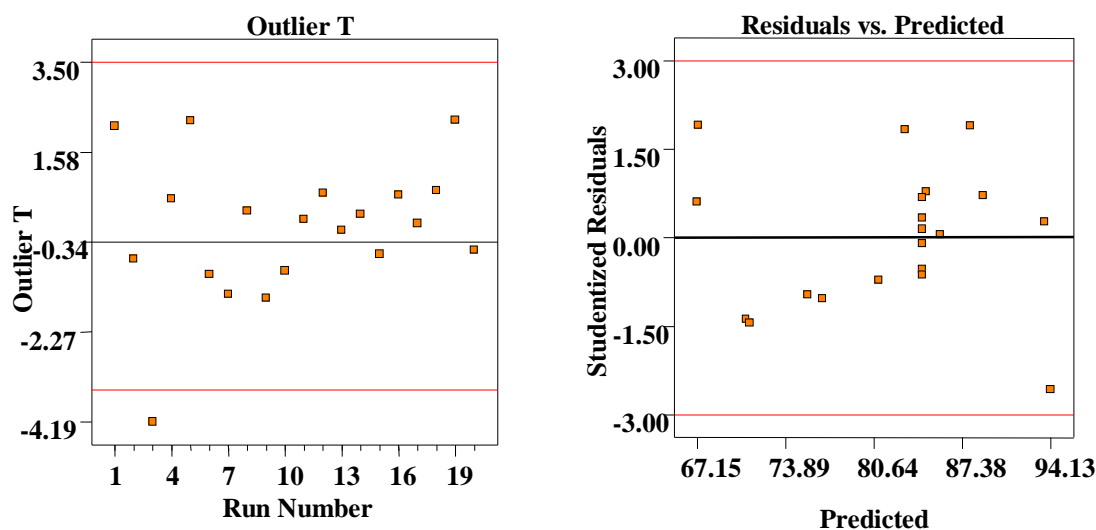 Outlier T
3.50
1.58
-0.34
-2.27
-4.19
Outlier T
1 4 7 10 13 16 19
Run Number
Residuals vs. Predicted
3.00
1.50
0.00
-1.50
-3.00
Studentized Residuals
67.15 73.89 80.64 87.38 94.13
Predicted